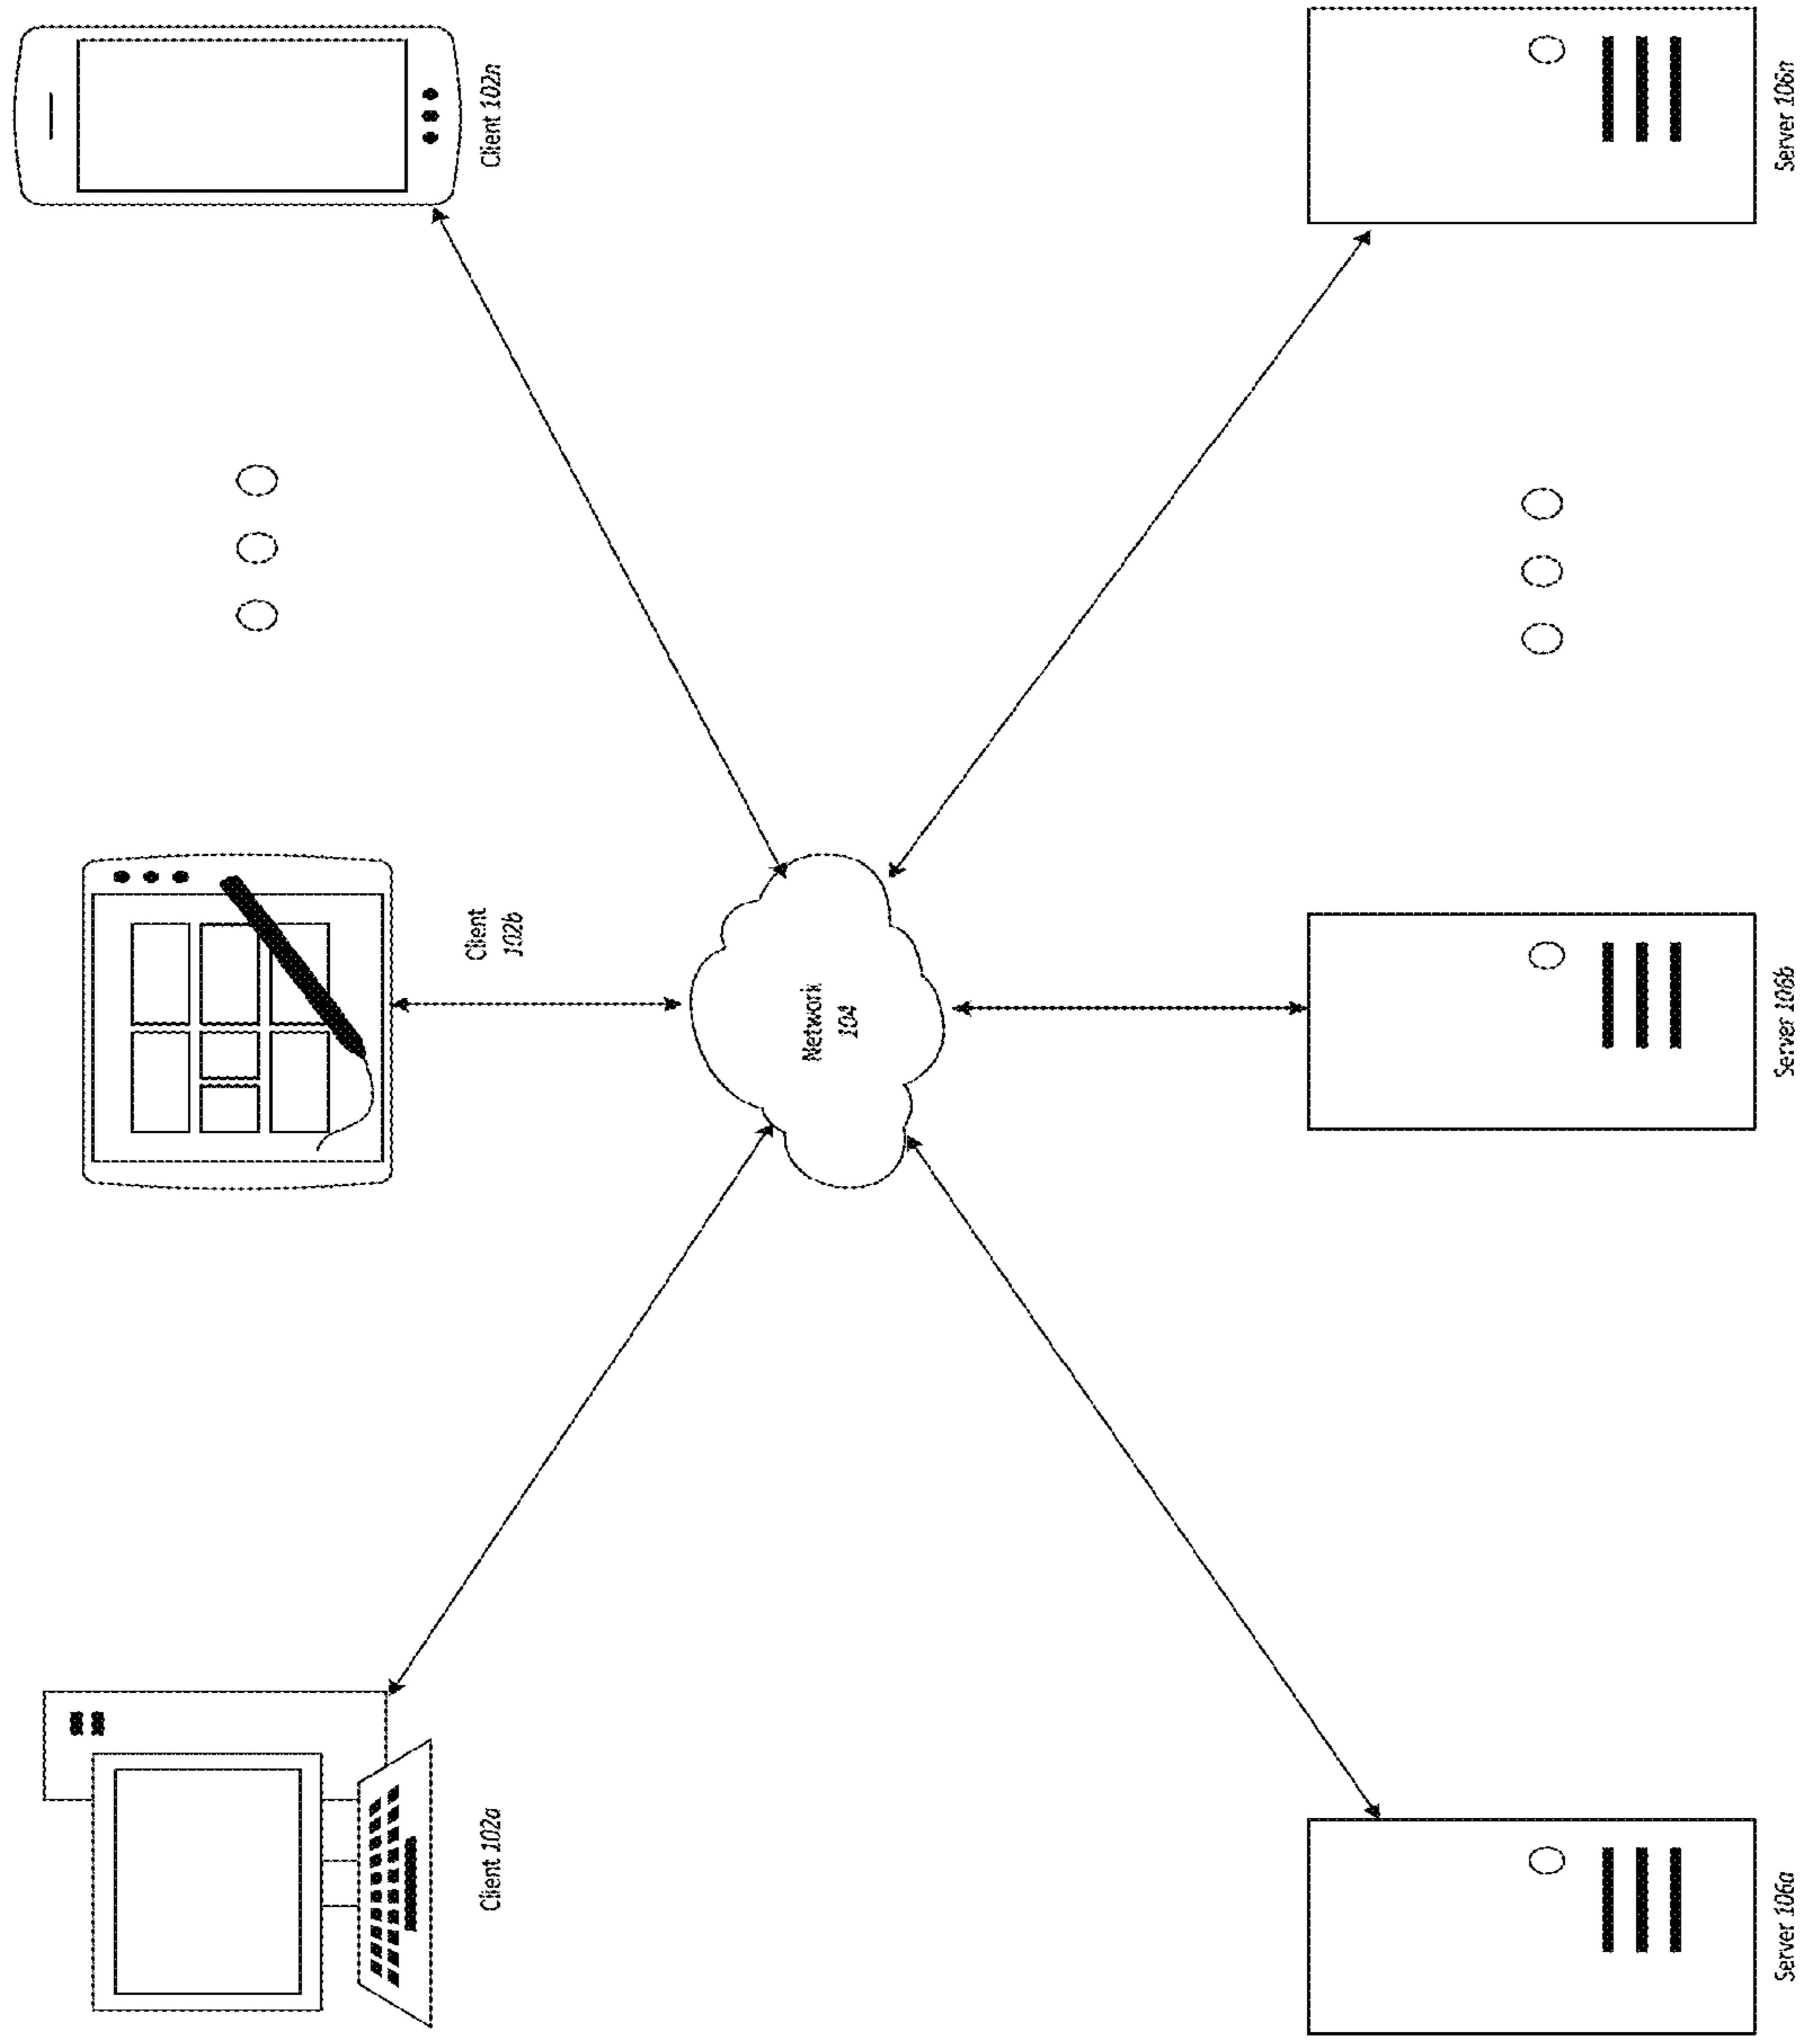 Client 102a
Client
102b
Client 102n
Network
104
Server 106a
Server 106b
Server 106n